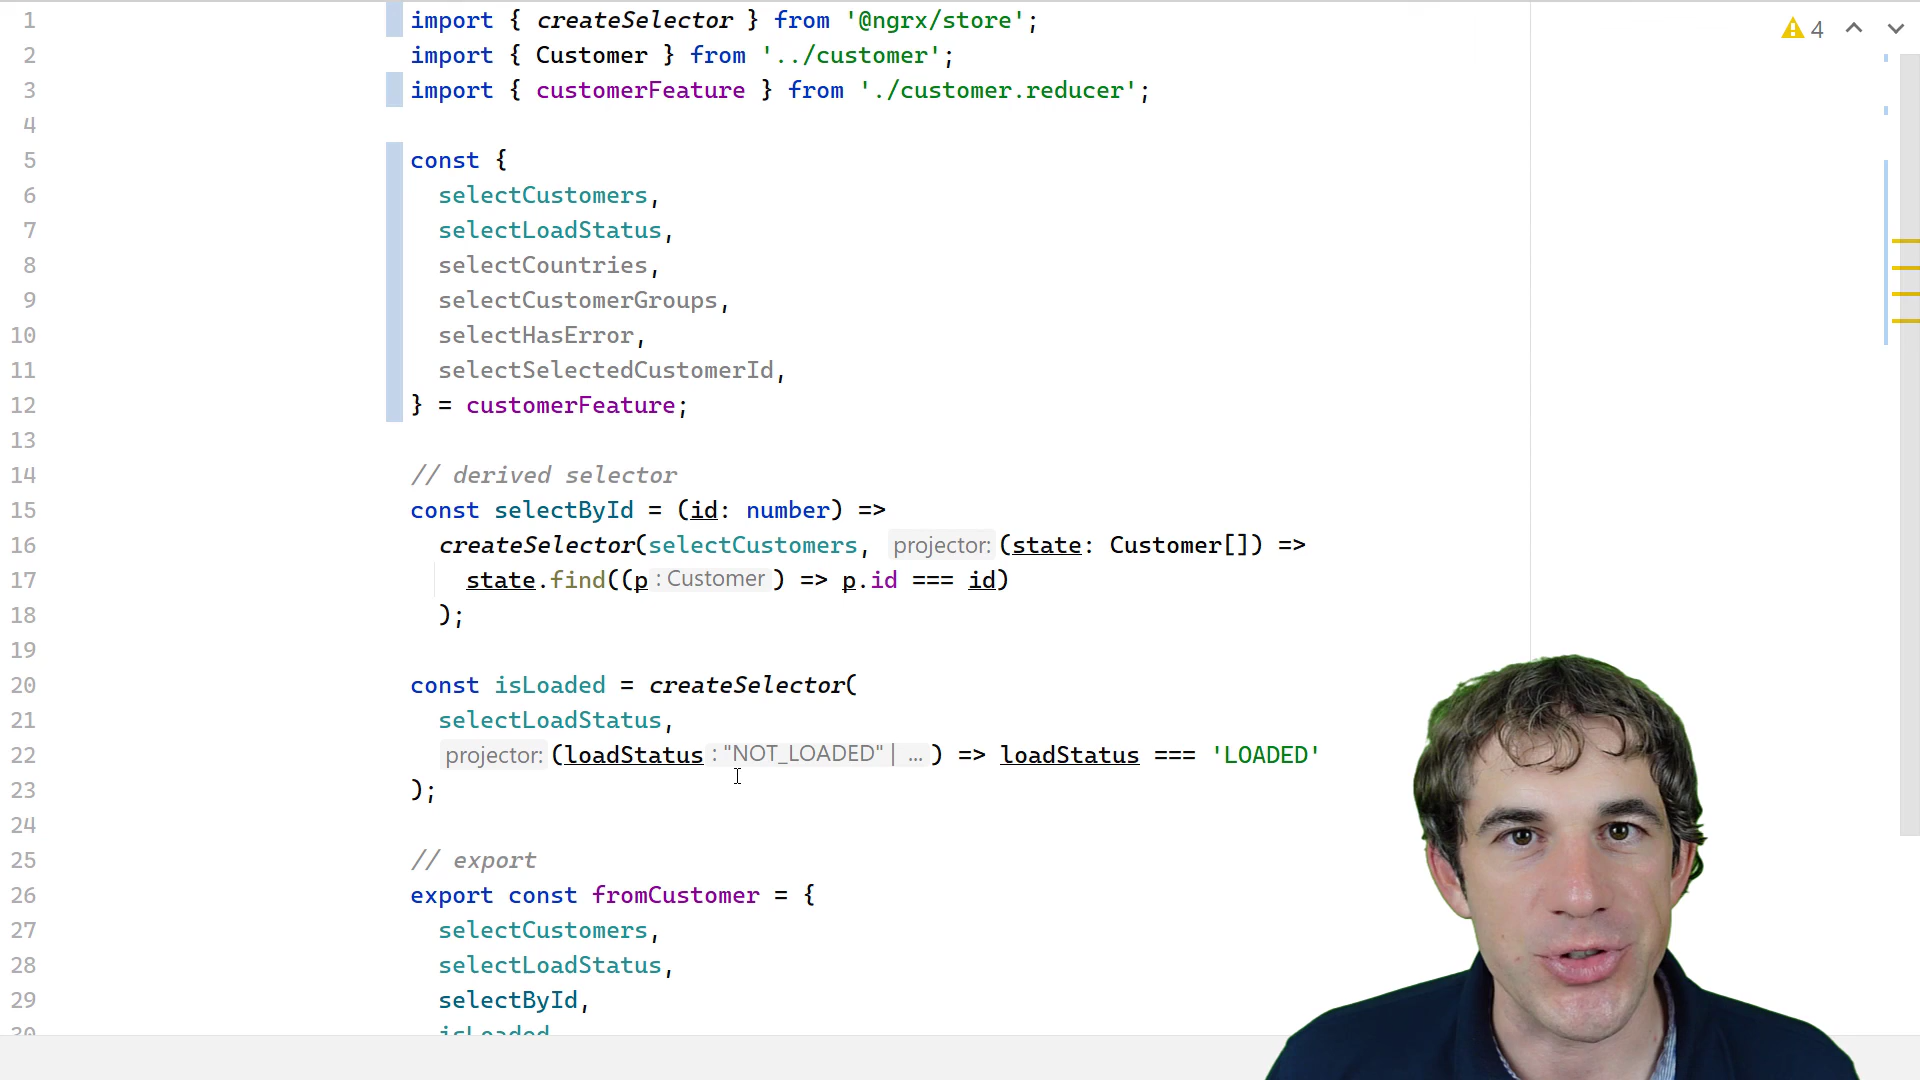 1 import { createSelector } from '@ngrx/store';
4
2 import { Customer } from '../customer';
3 import { customerFeature } from './customer.reducer';
4
5 const {
6 selectCustomers,
7 selectLoadStatus,
8 selectCountries,
9 selectCustomerGroups,
10 selectHasError,
11 selectSelectedCustomerId,
12 } = customerFeature;
13
14 // derived selector
15 const selectById = (id: number) =>
16 createSelector(selectCustomers, projector: (state: Customer[]) =>
17 state.find((p : Customer ) => p.id === id)
18 );
19
20 const isLoaded = createSelector(
21 selectLoadStatus,
22 projector: (loadStatus : "NOT_LOADED" | ... ) => loadStatus === 'LOADED'
23 );
24
25 // export
26 export const fromCustomer = {
27 selectCustomers,
28 selectLoadStatus,
29 selectById,
30 isLoaded